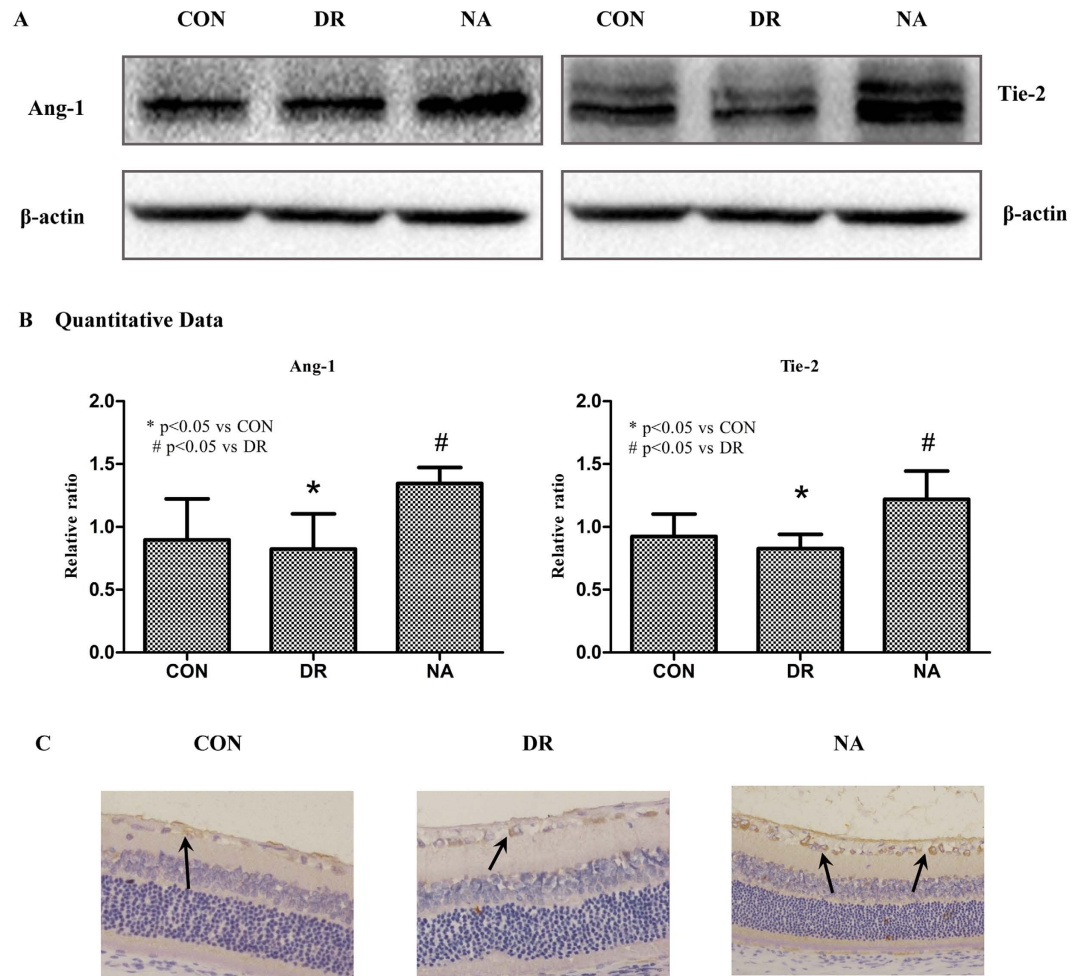 A CON DR NA CON DR NA
Ang-1 Tie-2
β-actin β-actin
B Quantitative Data
Ang-1
* p<0.05 vs CON
# p<0.05 vs DR
Relative ratio
2.0
1.5
1.0
0.5
0.0
*
#
CON DR NA
Tie-2
* p<0.05 vs CON
# p<0.05 vs DR
Relative ratio
2.0
1.5
1.0
0.5
0.0
*
#
CON DR NA
C CON DR NA